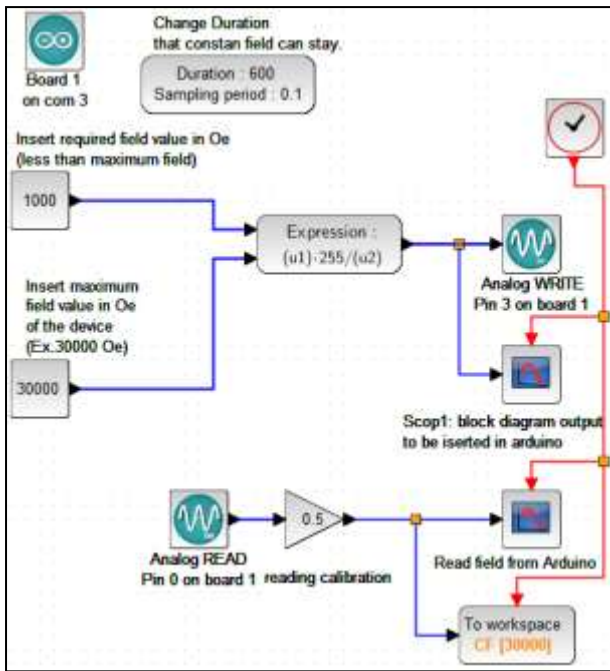 Board 1
on com 3
Change Duration
that constan field can stay.
Duration : 600
Sampling period : 0.1
Insert required field value in Oe
(less than maximum field)
1000
Expression :
(u1)·255/(u2)
Analog WRITE
Pin 3 on board 1
Insert maximum
field value in Oe
of the device
(Ex.30000 Oe)
30000
Scop1: block diagram output
to be iserted in arduino
0.5
Analog READ
Pin 0 on board 1
reading calibration
Read field from Arduino
To workspace
CF [30000]